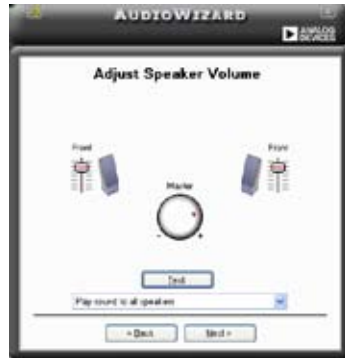 AUDIOWIZARD
ANALOG
DEVICES
Adjust Speaker Volume
Front
Front
Master
- +
Test
Play sound to all speakers
< Back
Next >